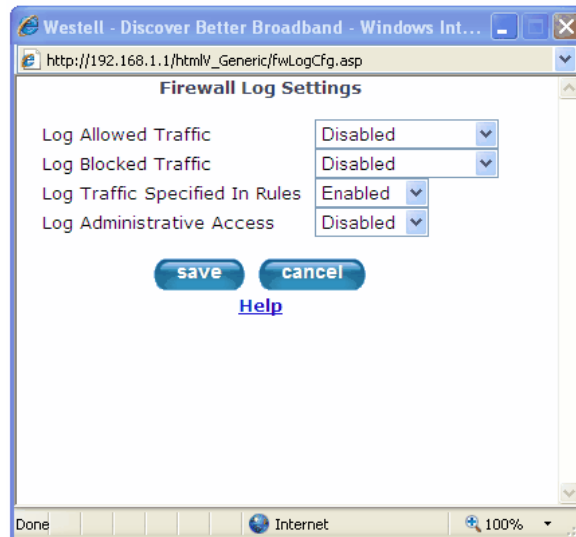 Westell - Discover Better Broadband - Windows Int...
http://192.168.1.1/htmlV_Generic/fwLogCfg.asp
Firewall Log Settings
Log Allowed Traffic Disabled
Log Blocked Traffic Disabled
Log Traffic Specified In Rules Enabled
Log Administrative Access Disabled
save cancel
Help
Done Internet 100%